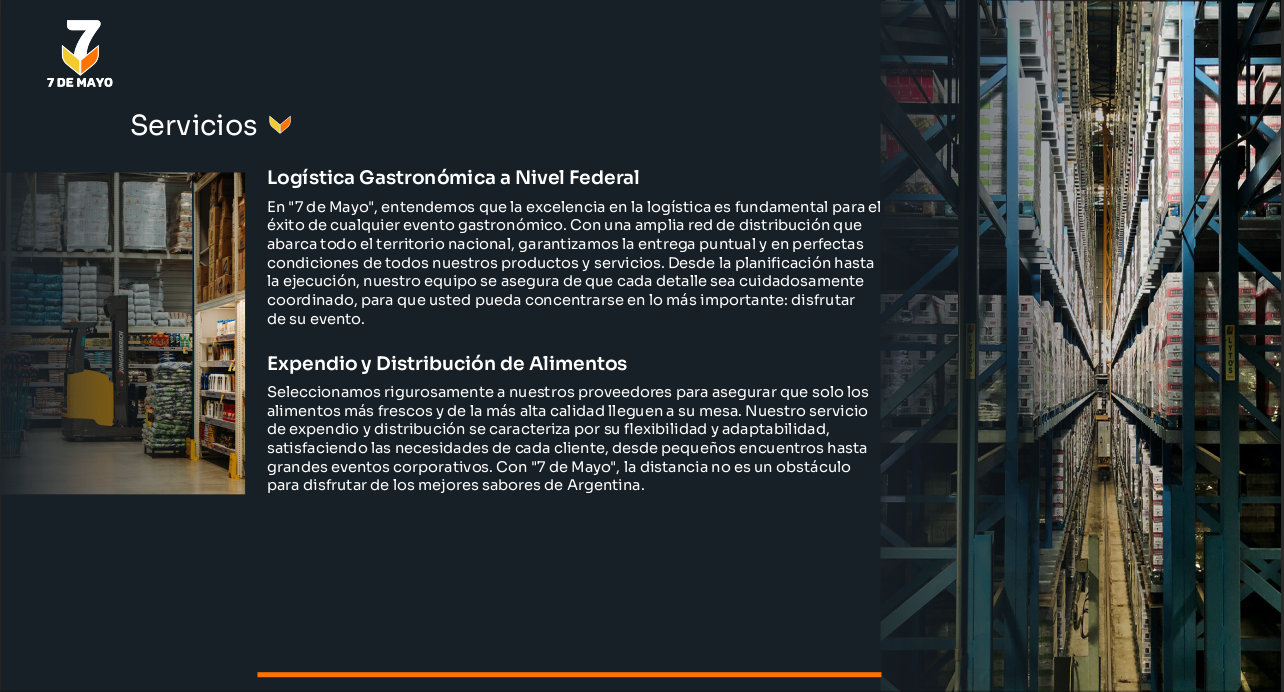 7
7 DE MAYO
Servicios
Logística Gastronómica a Nivel Federal
En "7 de Mayo", entendemos que la excelencia en la logística es fundamental para el
éxito de cualquier evento gastronómico. Con una amplia red de distribución que
abarca todo el territorio nacional, garantizamos la entrega puntual y en perfectas
condiciones de todos nuestros productos y servicios. Desde la planificación hasta
la ejecución, nuestro equipo se asegura de que cada detalle sea cuidadosamente
coordinado, para que usted pueda concentrarse en lo más importante: disfrutar
de su evento.
Expendio y Distribución de Alimentos
Seleccionamos rigurosamente a nuestros proveedores para asegurar que solo los
alimentos más frescos y de la más alta calidad lleguen a su mesa. Nuestro servicio
de expendio y distribución se caracteriza por su flexibilidad y adaptabilidad,
satisfaciendo las necesidades de cada cliente, desde pequeños encuentros hasta
grandes eventos corporativos. Con "7 de Mayo", la distancia no es un obstáculo
para disfrutar de los mejores sabores de Argentina.